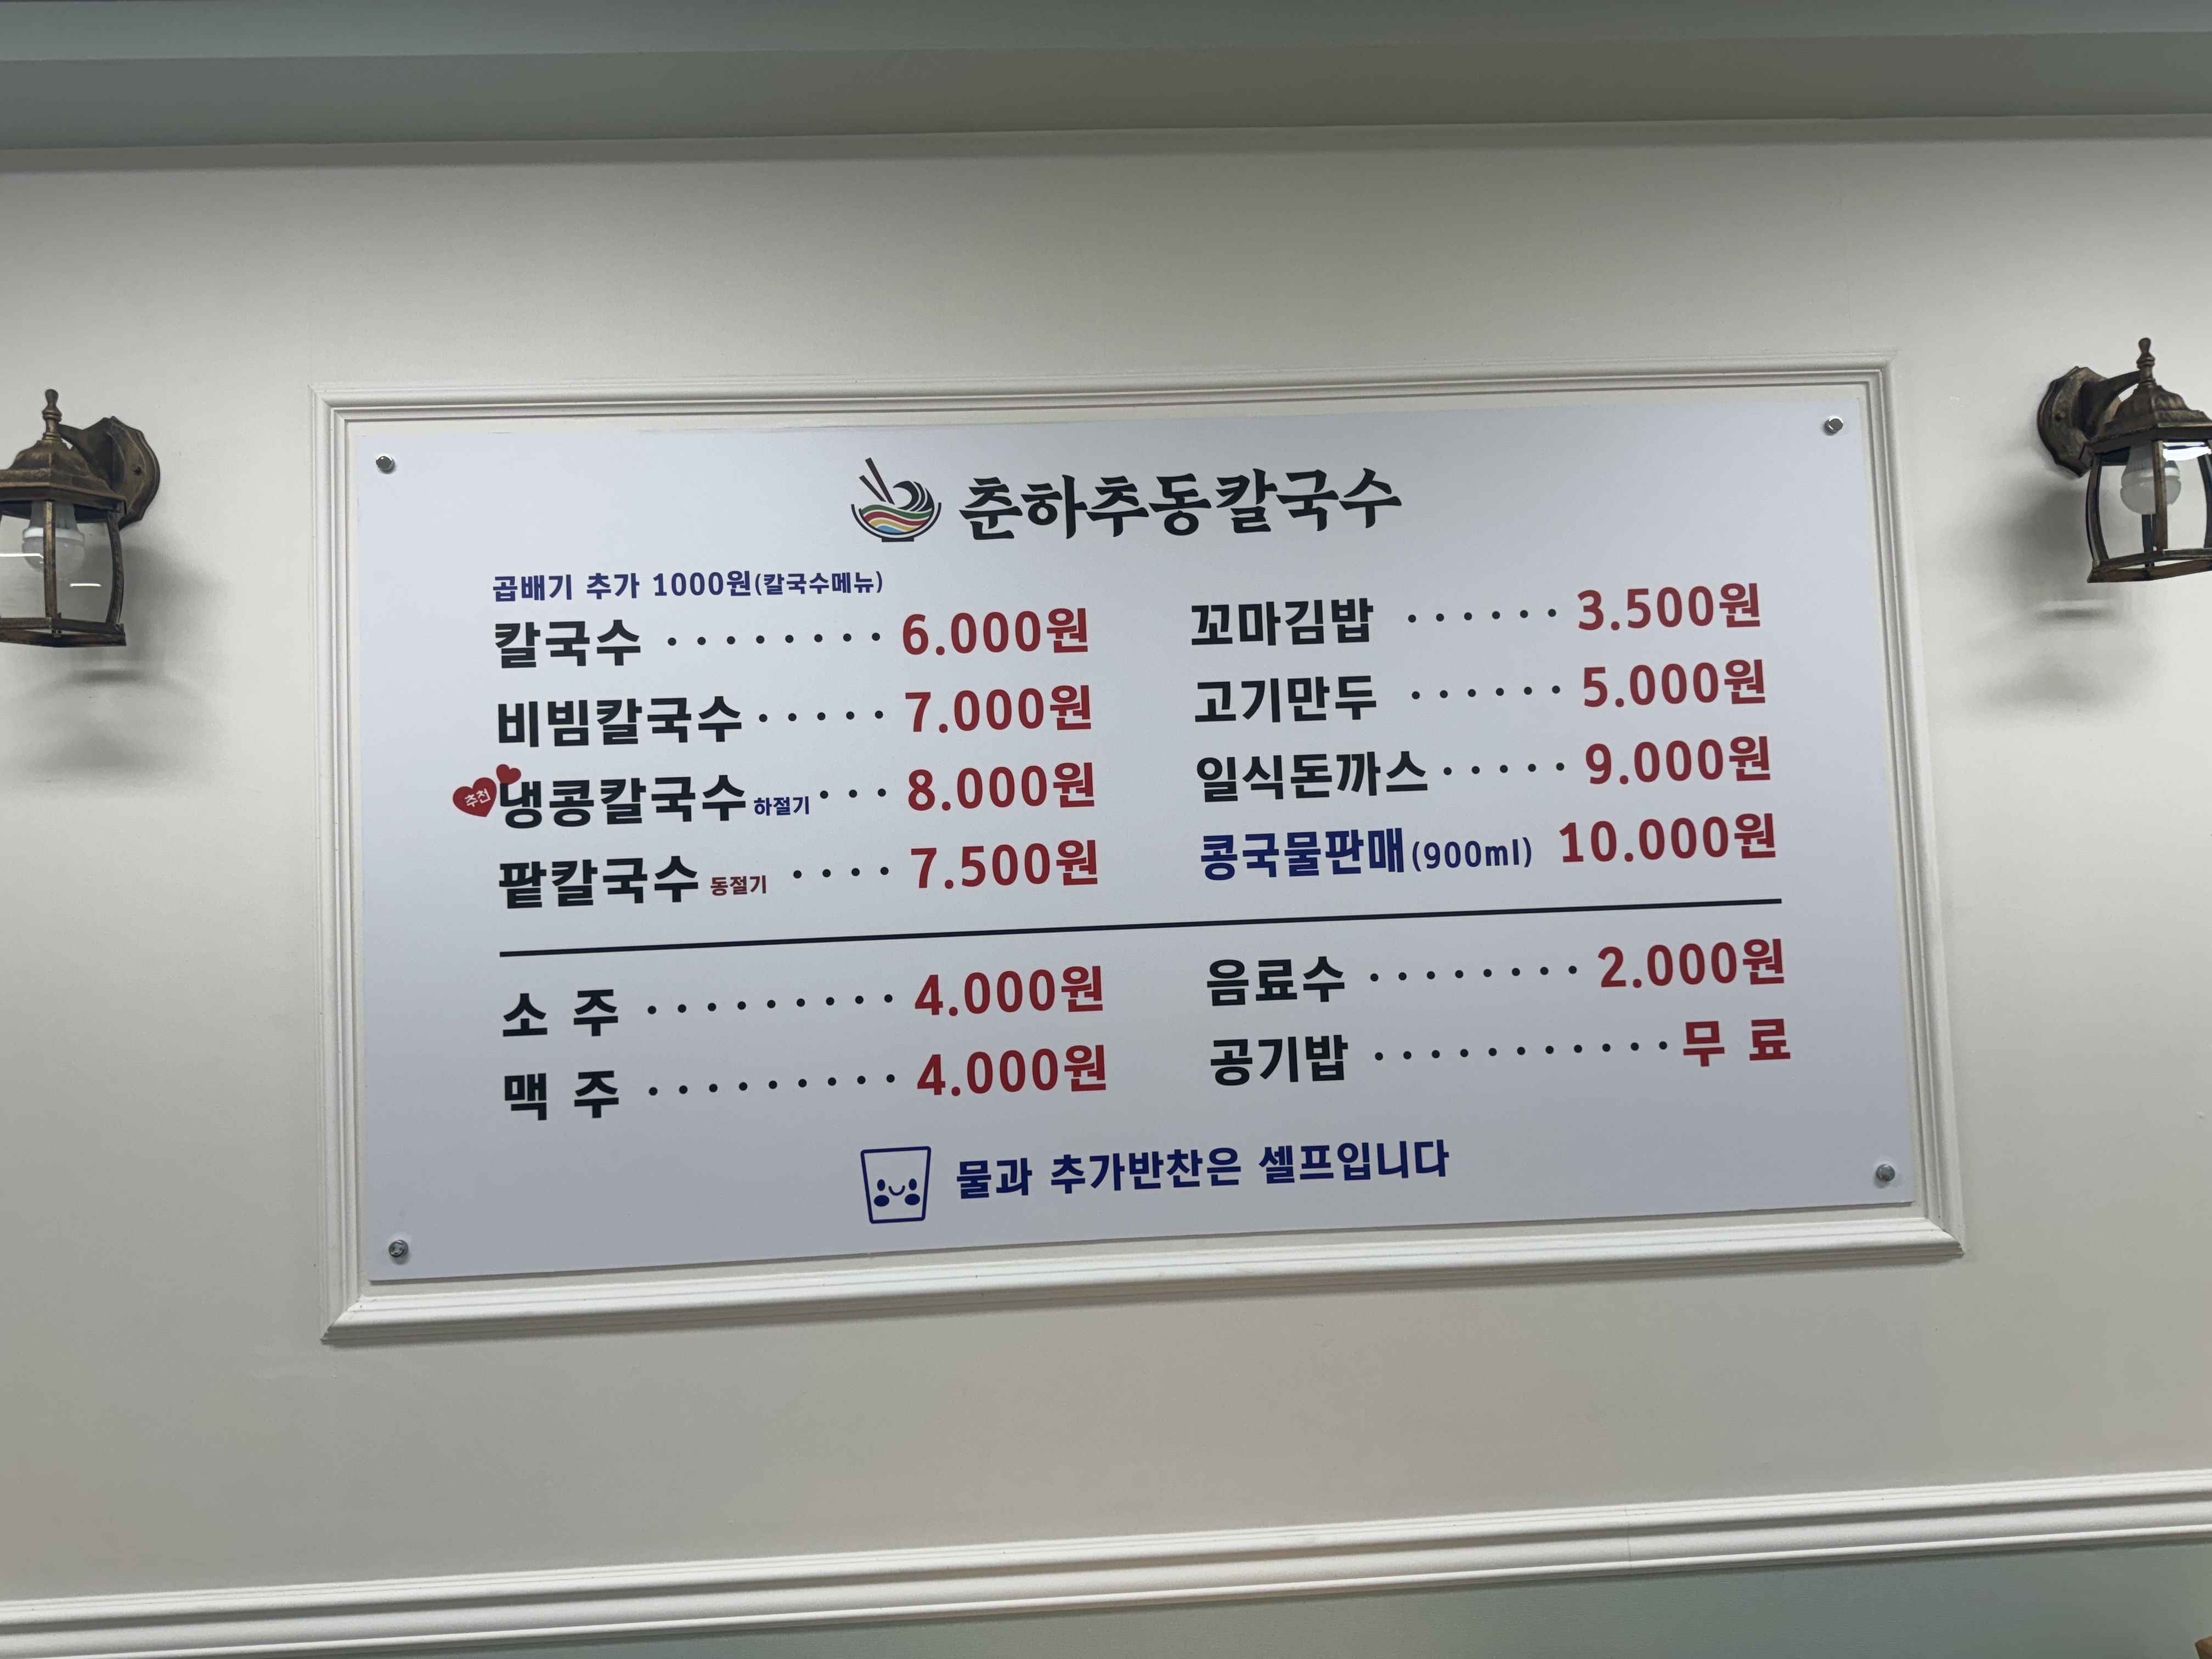 춘하추동칼국수
곱배기 추가 1000원(칼국수메뉴)
칼국수 ········ 6.000원
비빔칼국수 ····· 7.000원
추천 냉콩칼국수 하절기 ··· 8.000원
팥칼국수 동절기 ···· 7.500원
꼬마김밥 ······ 3.500원
고기만두 ······ 5.000원
일식돈까스 ····· 9.000원
콩국물판매(900ml) 10.000원
소 주 ········· 4.000원
맥 주 ········· 4.000원
음료수 ········ 2.000원
공기밥 ··········· 무 료
물과 추가반찬은 셀프입니다